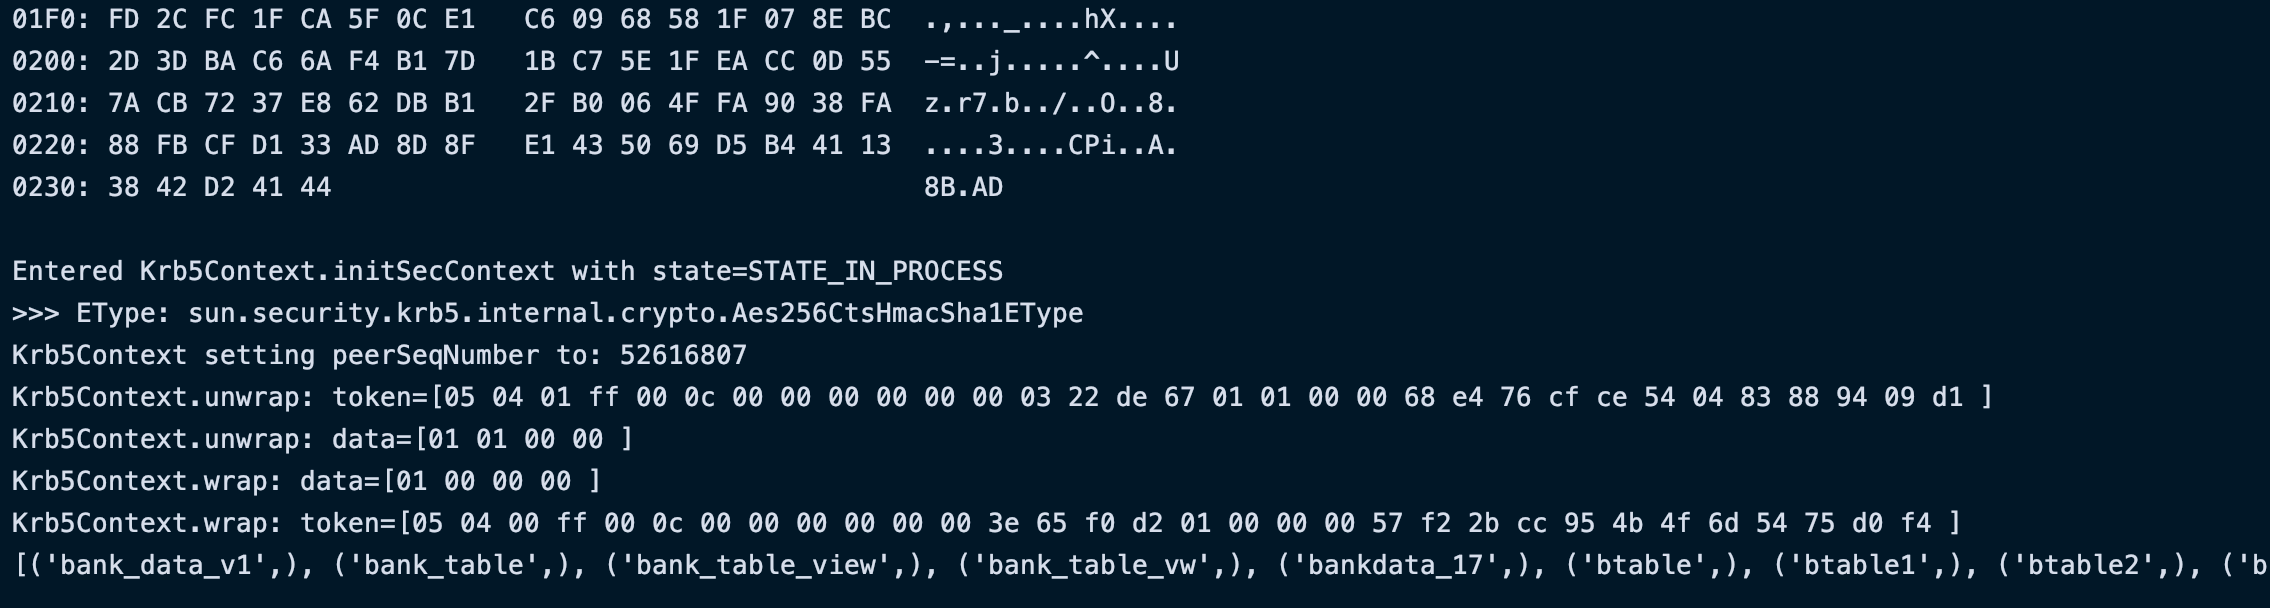 01F0: FD 2C FC 1F CA 5F 0C E1   C6 09 68 58 1F 07 8E BC  .,..._....hX....
0200: 2D 3D BA C6 6A F4 B1 7D   1B C7 5E 1F EA CC 0D 55  -=..j.....^....U
0210: 7A CB 72 37 E8 62 DB B1   2F B0 06 4F FA 90 38 FA  z.r7.b../..O..8.
0220: 88 FB CF D1 33 AD 8D 8F   E1 43 50 69 D5 B4 41 13  ....3....CPi..A.
0230: 38 42 D2 41 44                                     8B.AD
Entered Krb5Context.initSecContext with state=STATE_IN_PROCESS
>>> EType: sun.security.krb5.internal.crypto.Aes256CtsHmacSha1EType
Krb5Context setting peerSeqNumber to: 52616807
Krb5Context.unwrap: token=[05 04 01 ff 00 0c 00 00 00 00 00 00 03 22 de 67 01 01 00 00 68 e4 76 cf ce 54 04 83 88 94 09 d1 ]
Krb5Context.unwrap: data=[01 01 00 00 ]
Krb5Context.wrap: data=[01 00 00 00 ]
Krb5Context.wrap: token=[05 04 00 ff 00 0c 00 00 00 00 00 00 3e 65 f0 d2 01 00 00 00 57 f2 2b cc 95 4b 4f 6d 54 75 d0 f4 ]
[('bank_data_v1',), ('bank_table',), ('bank_table_view',), ('bank_table_vw',), ('bankdata_17',), ('btable',), ('btable1',), ('btable2',), ('b